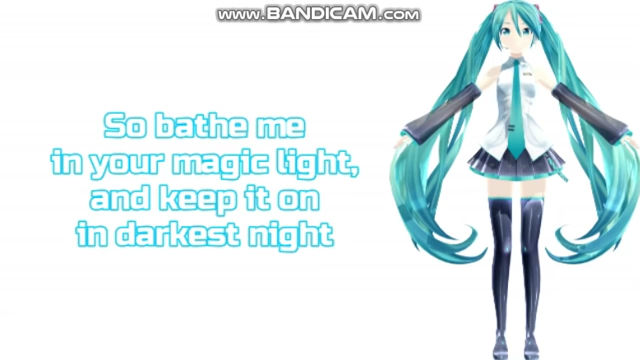 www.BANDICAM.com
So bathe me
in your magic light,
and keep it on
in darkest night